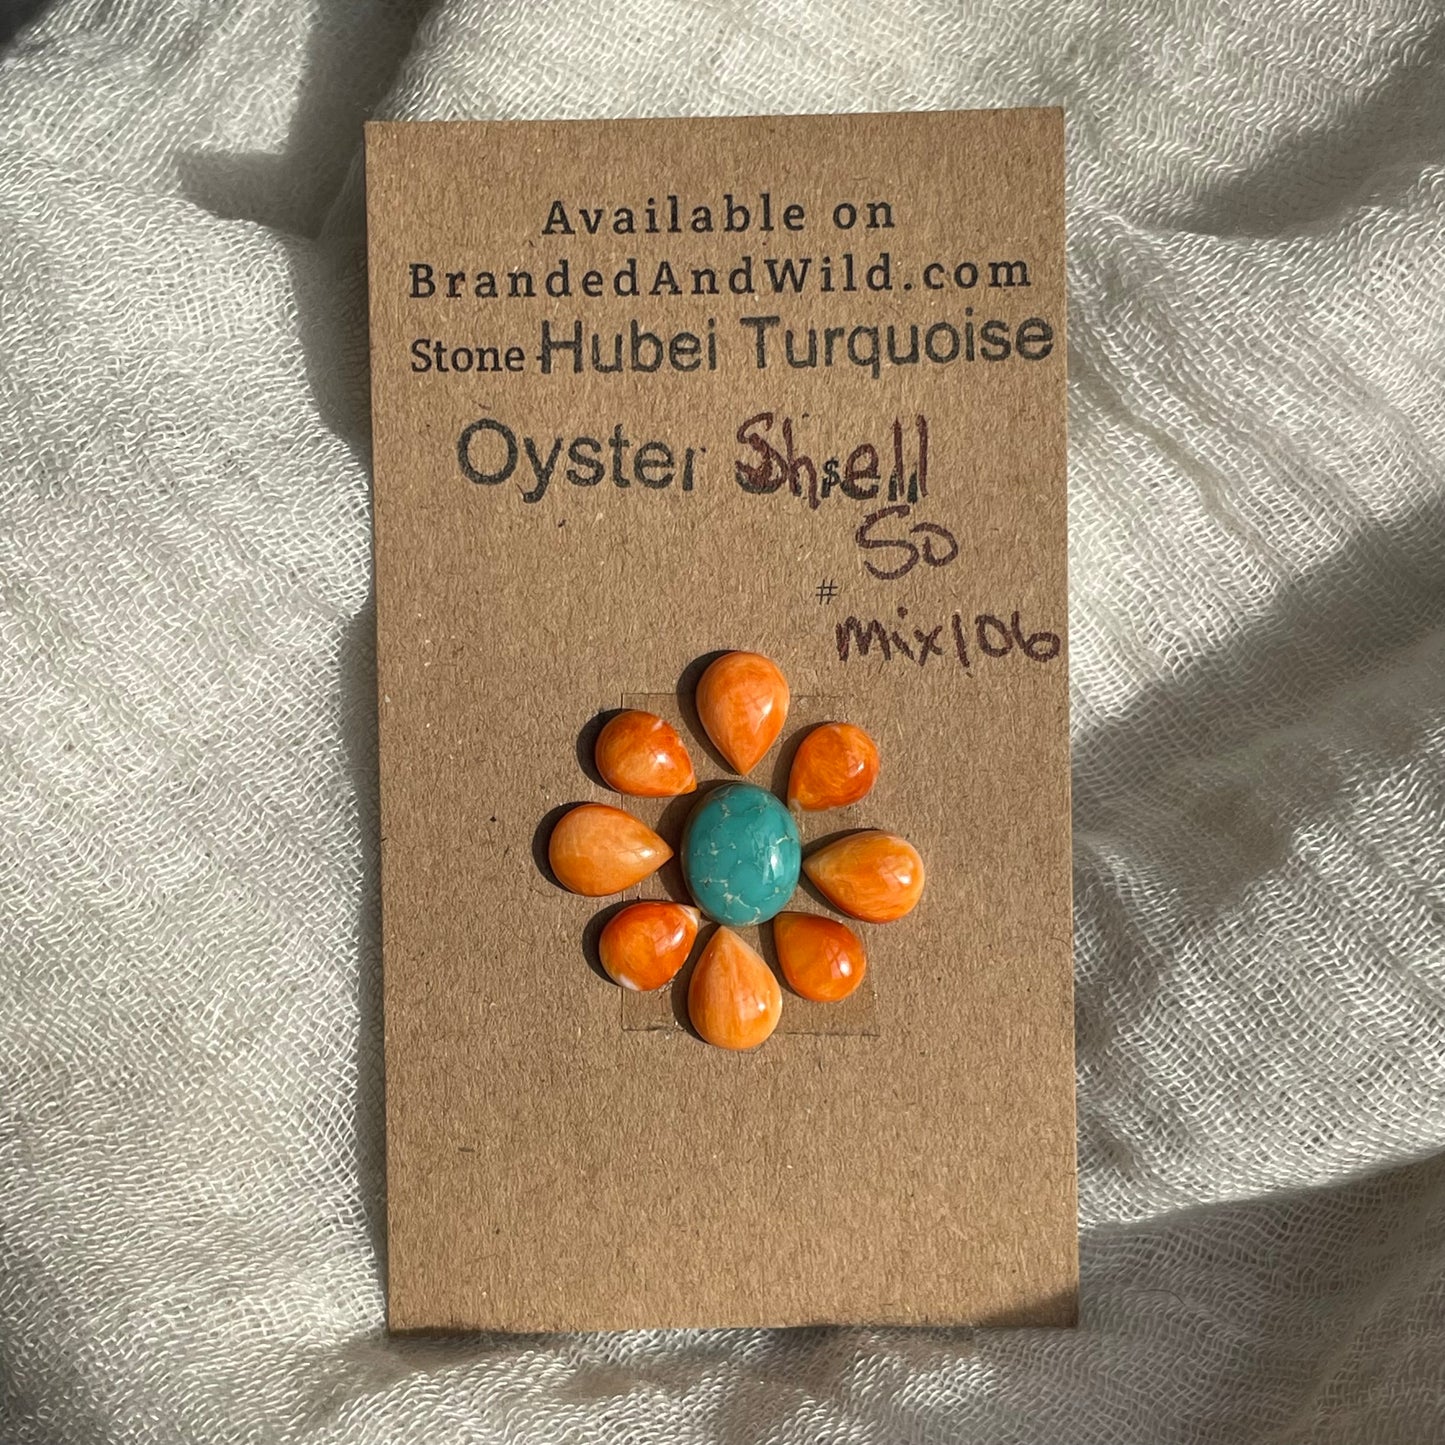 Available on
BrandedAndWild.com
Stone Hubei Turquoise
Oyster Shell
50
#
mix106